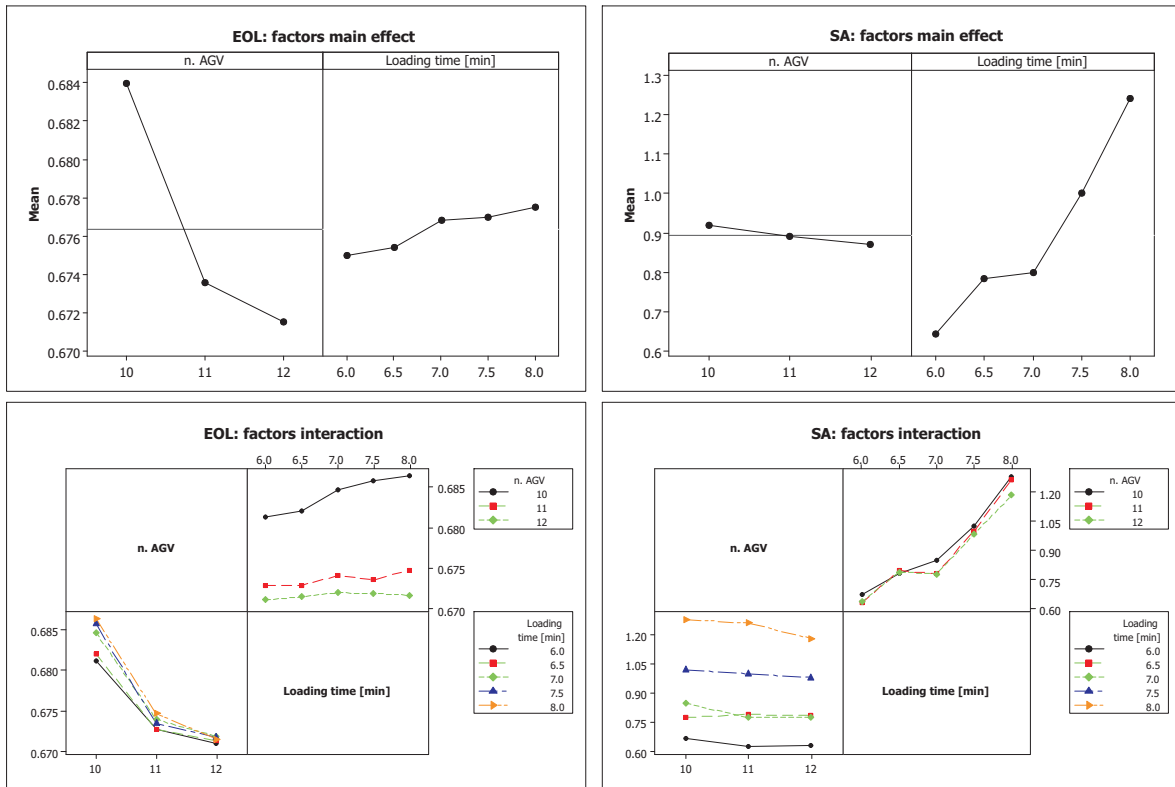 EOL: factors main effect
n. AGV Loading time [min]
0.684
0.682
0.680
0.678
0.676
0.674
0.672
0.670
Mean
10 11 12 6.0 6.5 7.0 7.5 8.0
SA: factors main effect
n. AGV Loading time [min]
1.3
1.2
1.1
1.0
0.9
0.8
0.7
0.6
Mean
10 11 12 6.0 6.5 7.0 7.5 8.0
EOL: factors interaction
6.0 6.5 7.0 7.5 8.0
n. AGV
0.685
0.680
0.675
0.670
n. AGV
10
11
12
0.685
0.680
0.675
0.670
Loading time [min]
Loading
time [min]
6.0
6.5
7.0
7.5
8.0
10 11 12
SA: factors interaction
6.0 6.5 7.0 7.5 8.0
n. AGV
1.20
1.05
0.90
0.75
0.60
n. AGV
10
11
12
1.20
1.05
0.90
0.75
0.60
Loading time [min]
Loading
time [min]
6.0
6.5
7.0
7.5
8.0
10 11 12